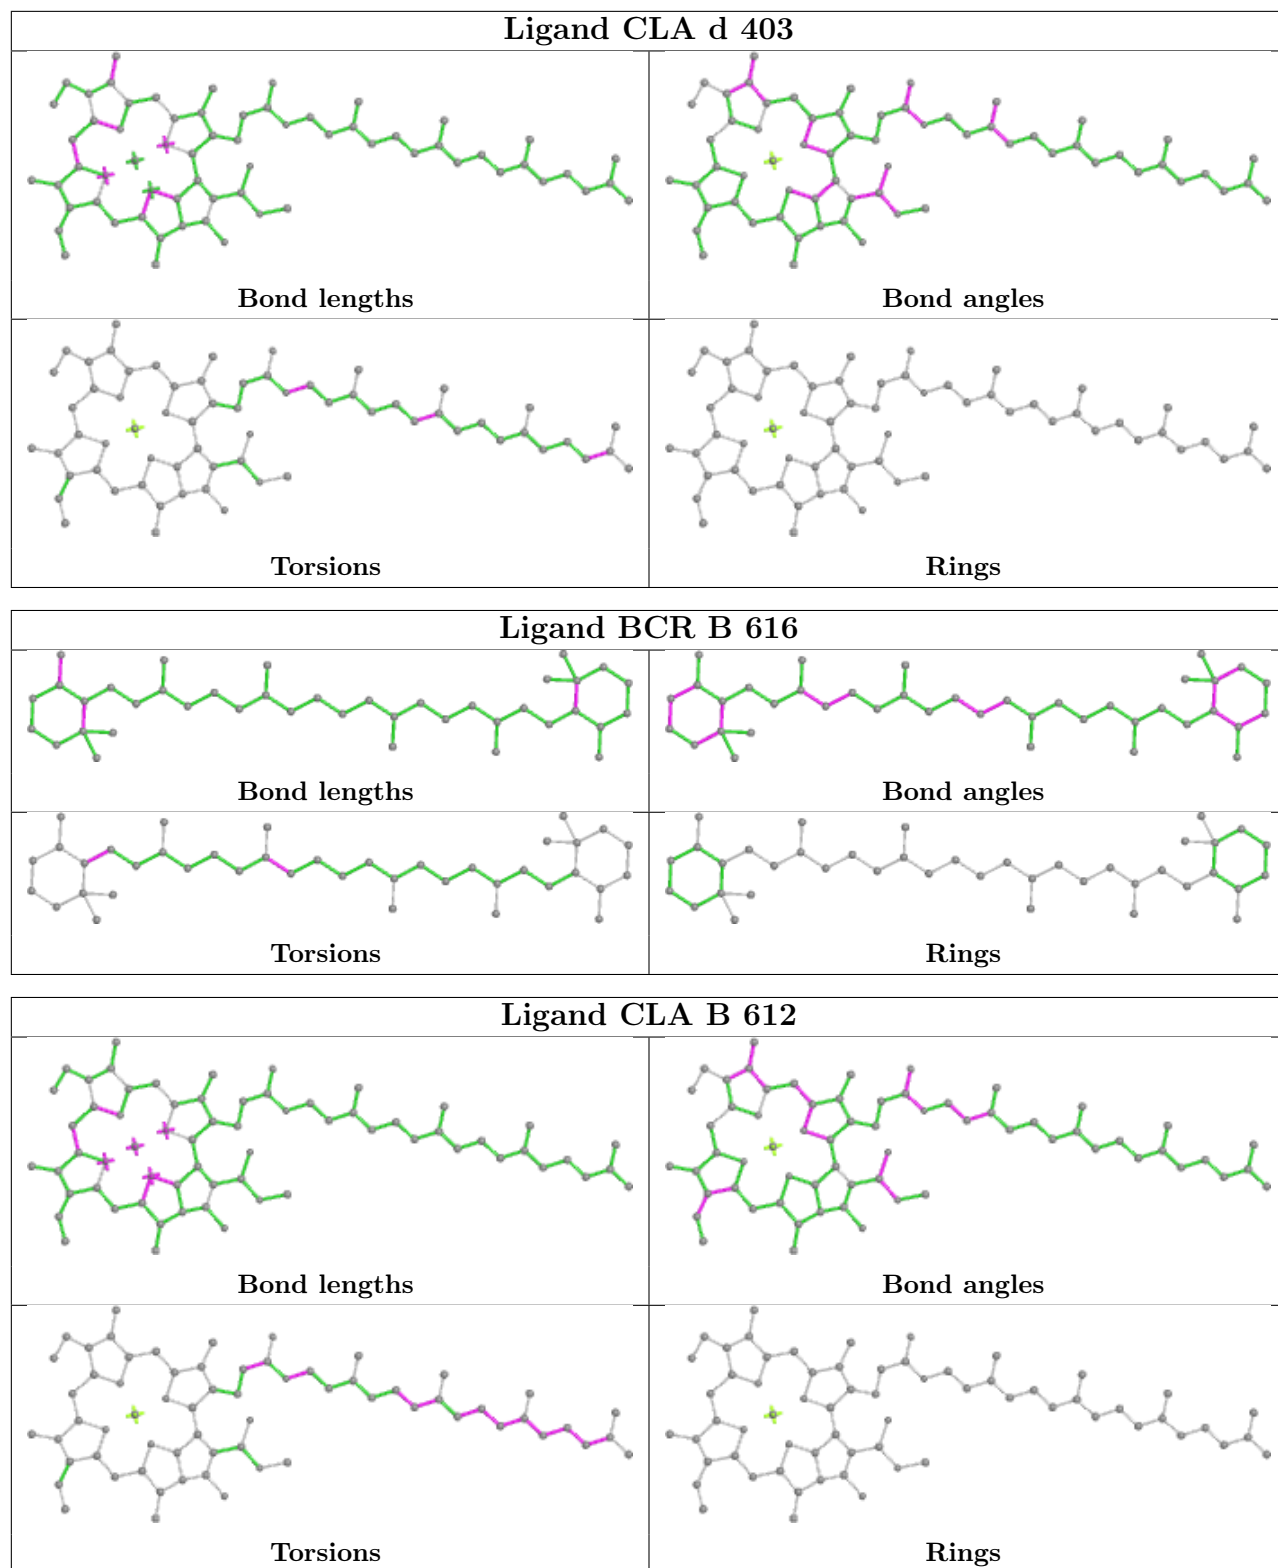 Ligand CLA d 403
Bond lengths
Bond angles
Torsions
Rings
Ligand BCR B 616
Bond lengths
Bond angles
Torsions
Rings
Ligand CLA B 612
Bond lengths
Bond angles
Torsions
Rings